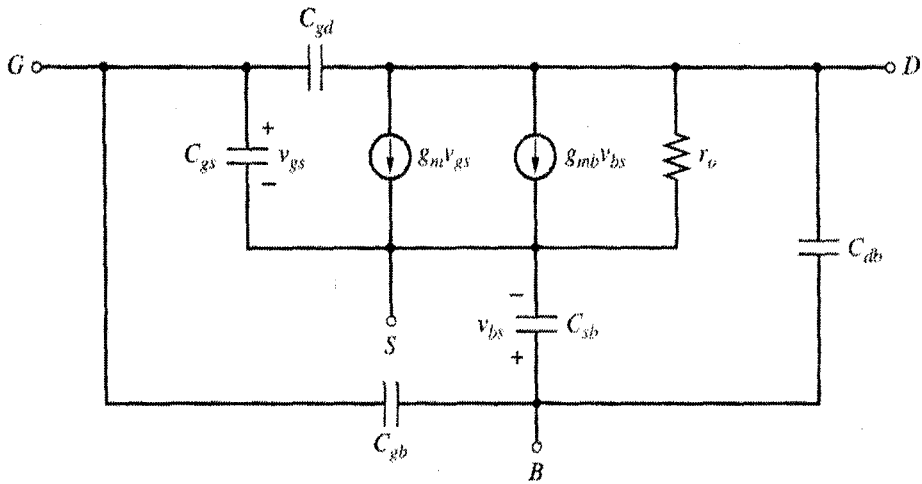 C_gd
G
D
+
C_gs
v_gs
−
g_m v_gs
g_mb v_bs
r_o
C_db
−
v_bs
C_sb
+
S
C_gb
B